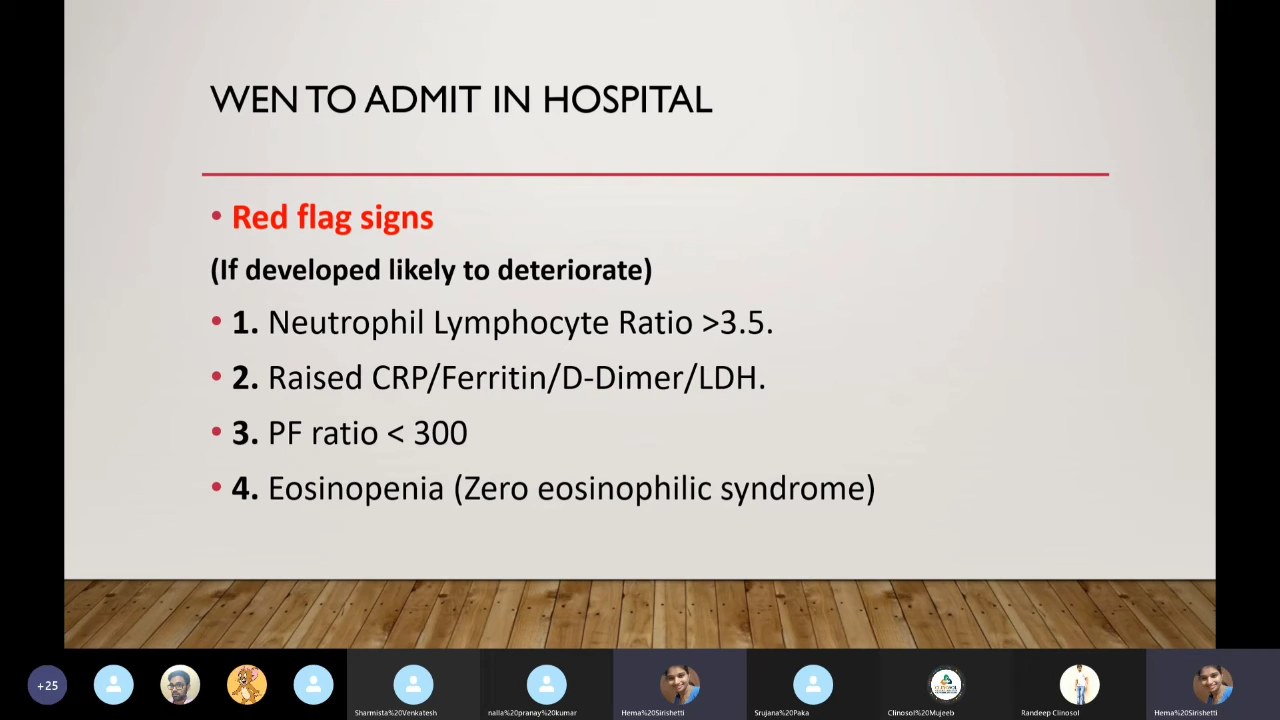 WEN TO ADMIT IN HOSPITAL
• Red flag signs
(If developed likely to deteriorate)
• 1. Neutrophil Lymphocyte Ratio >3.5.
• 2. Raised CRP/Ferritin/D-Dimer/LDH.
• 3. PF ratio < 300
• 4. Eosinopenia (Zero eosinophilic syndrome)
+25
Sharmista%20Venkatesh
nalla%20pranay%20kumar
Hema%20Sirishetti
Srujana%20Paka
Clinosol%20Mujeeb
Randeep Clinosol
Hema%20Sirishetti
CLINOSOL